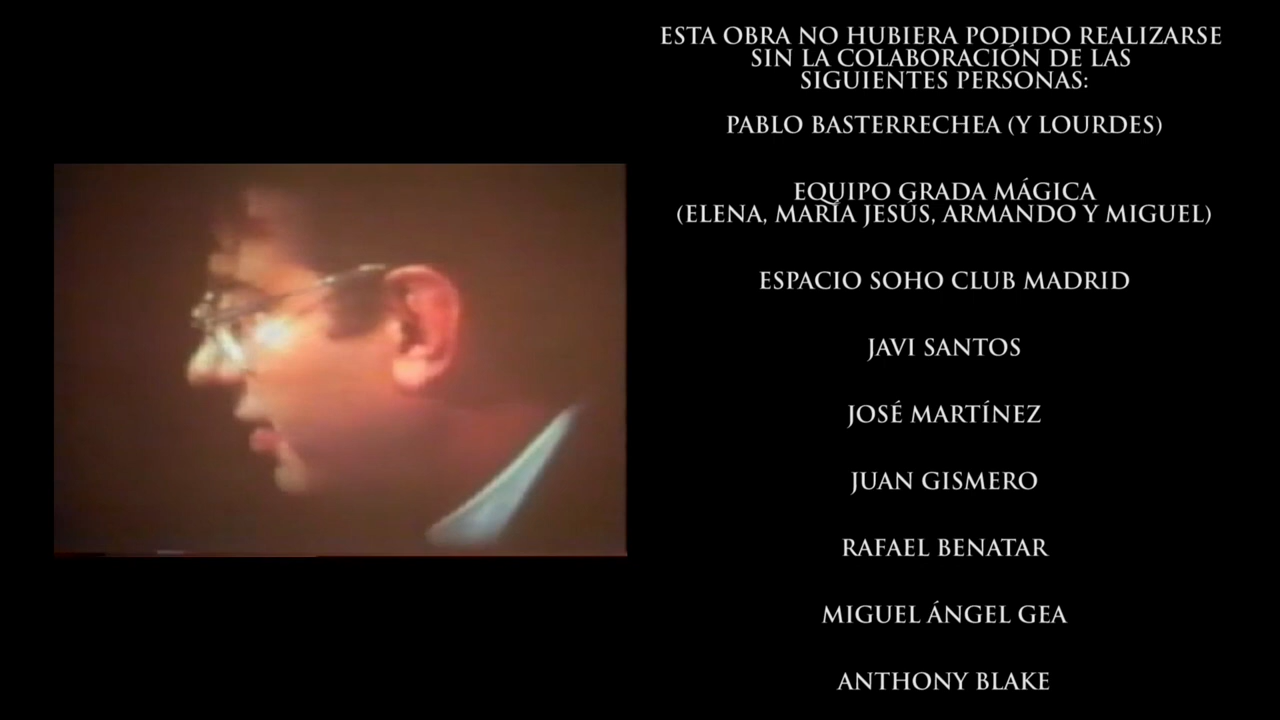 ESTA OBRA NO HUBIERA PODIDO REALIZARSE
SIN LA COLABORACIÓN DE LAS
SIGUIENTES PERSONAS:
PABLO BASTERRECHEA (Y LOURDES)
EQUIPO GRADA MÁGICA
(ELENA, MARÍA JESÚS, ARMANDO Y MIGUEL)
ESPACIO SOHO CLUB MADRID
JAVI SANTOS
JOSÉ MARTÍNEZ
JUAN GISMERO
RAFAEL BENATAR
MIGUEL ÁNGEL GEA
ANTHONY BLAKE